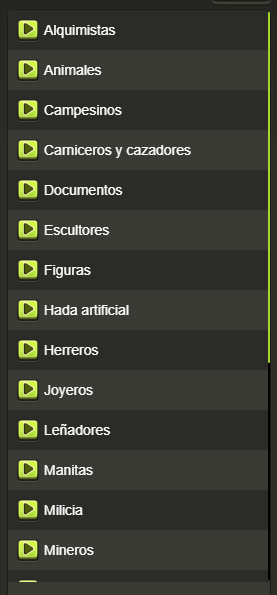 Alquimistas
Animales
Campesinos
Carniceros y cazadores
Documentos
Escultores
Figuras
Hada artificial
Herreros
Joyeros
Leñadores
Manitas
Milicia
Mineros